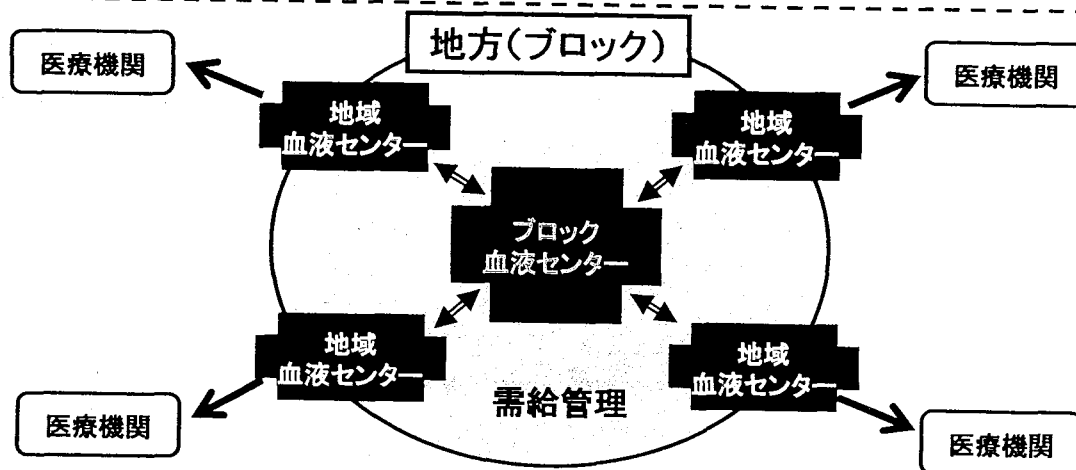 地方(ブロック)
医療機関
医療機関
地域
血液センター
地域
血液センター
ブロック
血液センター
地域
血液センター
地域
血液センター
需給管理
医療機関
医療機関